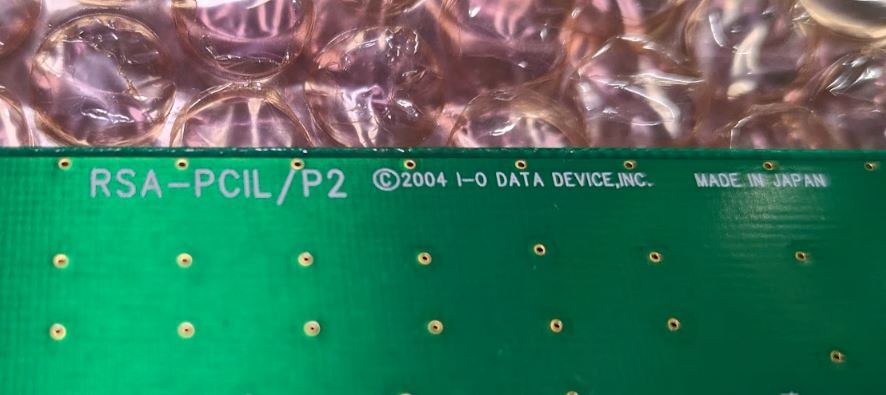 RSA-PCIL/P2 ©2004 I-O DATA DEVICE,INC. MADE IN JAPAN